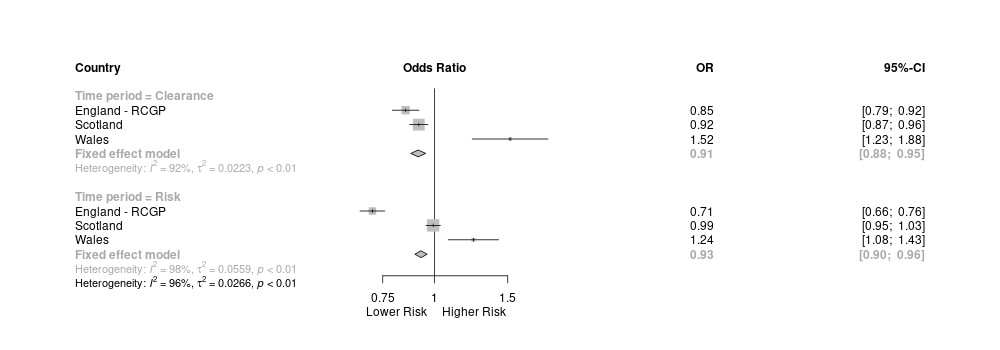 Country Odds Ratio OR 95%-CI
Time period = Clearance
England - RCGP 0.85 [0.79; 0.92]
Scotland 0.92 [0.87; 0.96]
Wales 1.52 [1.23; 1.88]
Fixed effect model 0.91 [0.88; 0.95]
Heterogeneity: I² = 92%, τ² = 0.0223, p < 0.01
Time period = Risk
England - RCGP 0.71 [0.66; 0.76]
Scotland 0.99 [0.95; 1.03]
Wales 1.24 [1.08; 1.43]
Fixed effect model 0.93 [0.90; 0.96]
Heterogeneity: I² = 98%, τ² = 0.0559, p < 0.01
Heterogeneity: I² = 96%, τ² = 0.0266, p < 0.01
0.75 1 1.5
Lower Risk Higher Risk